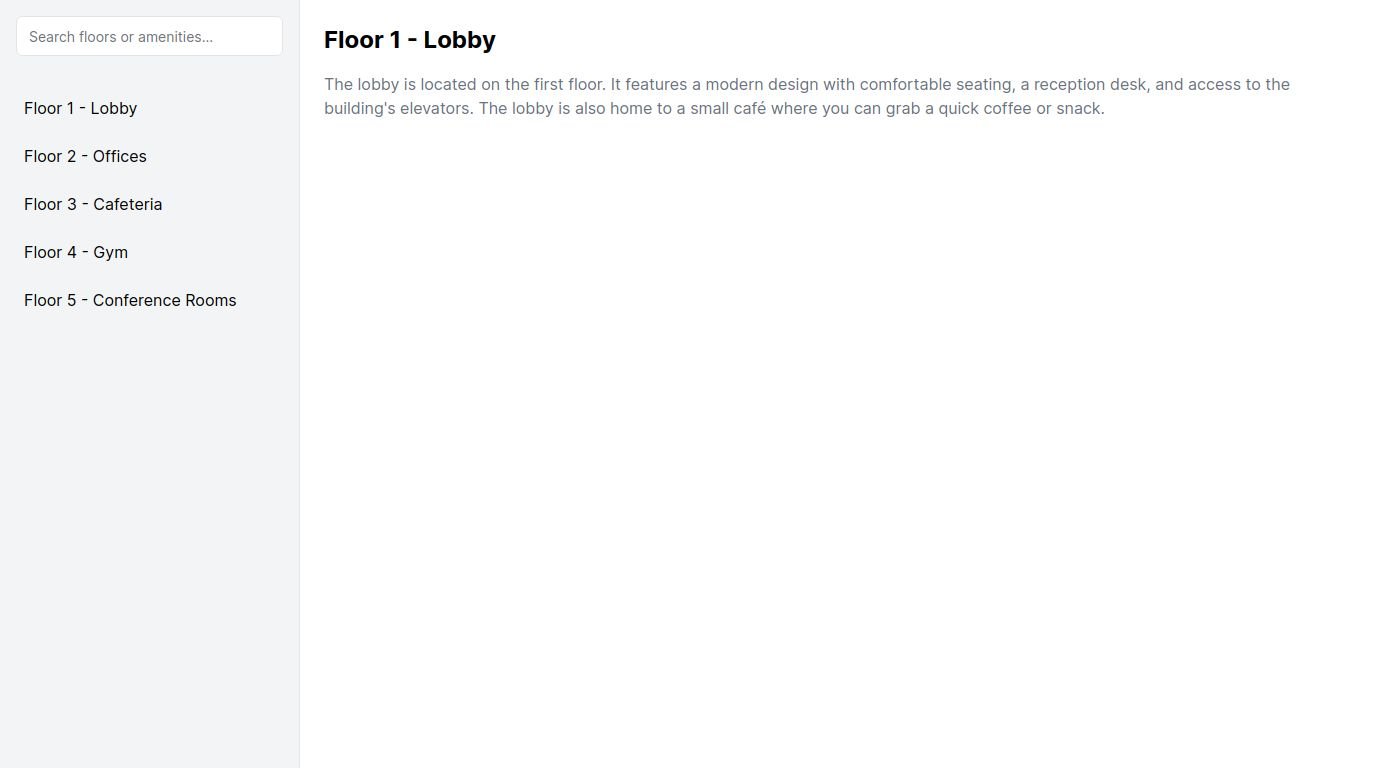 Search floors or amenities...
Floor 1 - Lobby
Floor 2 - Offices
Floor 3 - Cafeteria
Floor 4 - Gym
Floor 5 - Conference Rooms
Floor 1 - Lobby
The lobby is located on the first floor. It features a modern design with comfortable seating, a reception desk, and access to the
building's elevators. The lobby is also home to a small café where you can grab a quick coffee or snack.